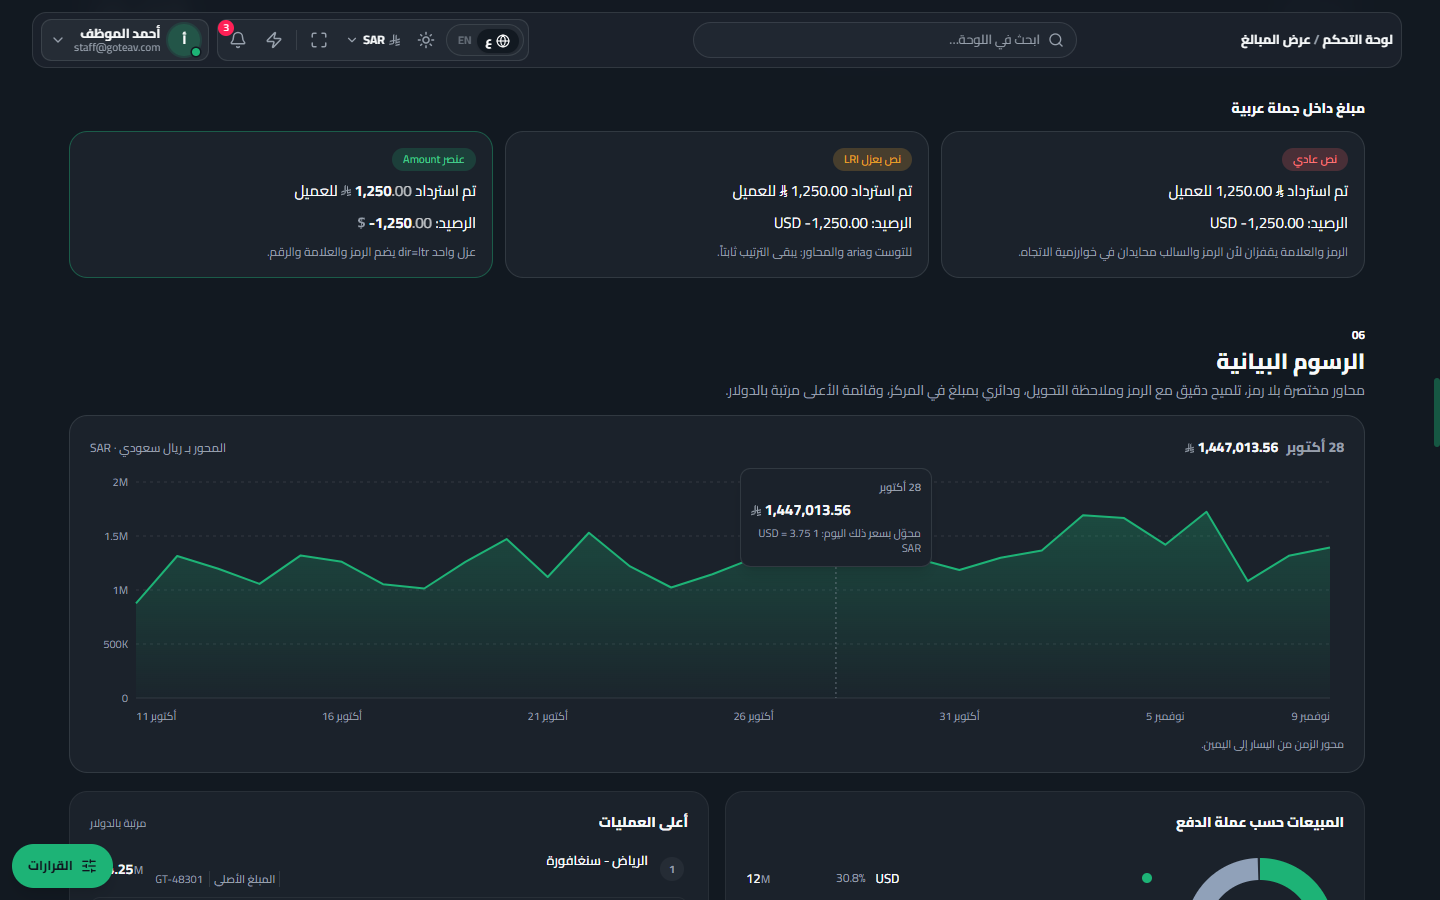 لوحة التحكم / عرض المبالغ
ابحث في اللوحة...
ع EN
SAR
3
أحمد الموظف
staff@goteav.com
أ
مبلغ داخل جملة عربية
نص عادي
تم استرداد ⃁ 1,250.00 للعميل
الرصيد: USD -1,250.00
الرمز والعلامة يقفزان لأن الرمز والسالب محايدان في خوارزمية الاتجاه.
نص بعزل LRI
تم استرداد 1,250.00 ⃁ للعميل
الرصيد: USD -1,250.00
للتوست وaria والمحاور: يبقى الترتيب ثابتاً.
عنصر Amount
تم استرداد ⃁ 1,250.00 للعميل
الرصيد: $ -1,250.00
عزل واحد dir=ltr يضم الرمز والعلامة والرقم.
06
الرسوم البيانية
محاور مختصرة بلا رمز، تلميح دقيق مع الرمز وملاحظة التحويل، ودائري بمبلغ في المركز، وقائمة الأعلى مرتبة بالدولار.
28 أكتوبر ⃁ 1,447,013.56
المحور بـ ريال سعودي · SAR
28 أكتوبر
⃁ 1,447,013.56
محوّل بسعر ذلك اليوم: 1 USD = 3.75
SAR
2M
1.5M
1M
500K
0
11 أكتوبر
16 أكتوبر
21 أكتوبر
26 أكتوبر
31 أكتوبر
5 نوفمبر
9 نوفمبر
محور الزمن من اليسار إلى اليمين.
المبيعات حسب عملة الدفع
USD
30.8%
12M
أعلى العمليات
مرتبة بالدولار
1
الرياض - سنغافورة
المبلغ الأصلي
GT-48301
.25M
القرارات